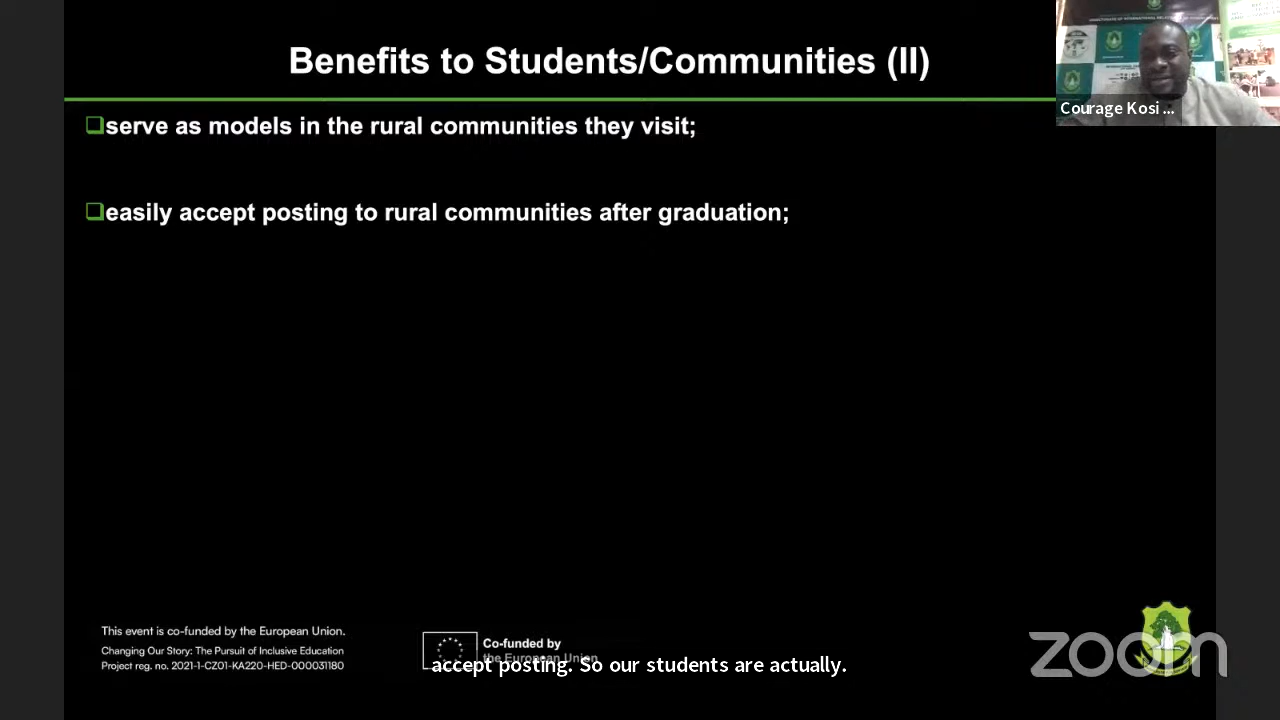 Benefits to Students/Communities (II)
serve as models in the rural communities they visit;
Courage Kosi ...
easily accept posting to rural communities after graduation;
This event is co-funded by the European Union.
Changing Our Story: The Pursuit of Inclusive Education
Project reg. no. 2021-1-CZ01-KA220-HED-000031180
Co-funded by
the European Union
accept posting. So our students are actually.
zoom